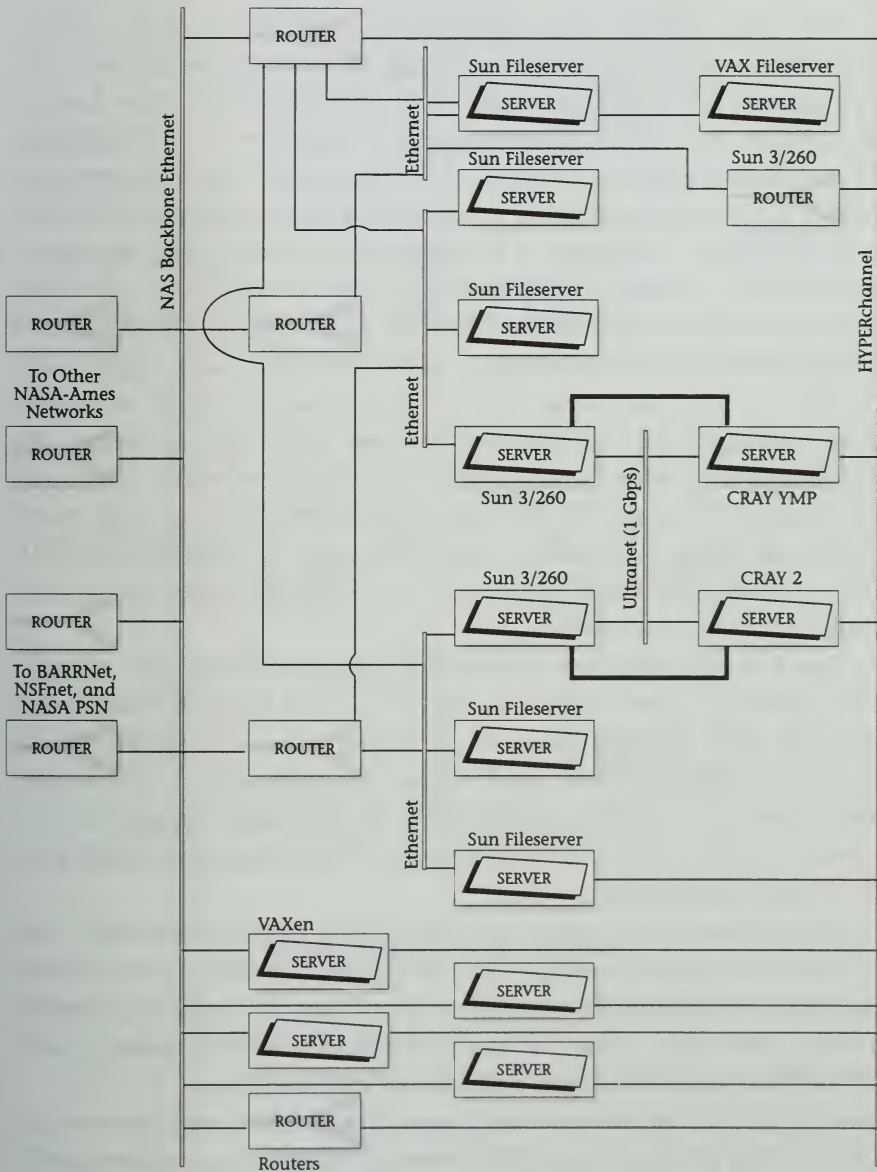 ROUTER
Sun Fileserver
VAX Fileserver
SERVER
SERVER
Ethernet
NAS Backbone Ethernet
Sun Fileserver
Sun 3/260
SERVER
ROUTER
HYPERchannel
Sun Fileserver
ROUTER
ROUTER
SERVER
To Other
NASA-Ames
Networks
Ethernet
ROUTER
SERVER
SERVER
Sun 3/260
CRAY YMP
Ultranet (1 Gbps)
Sun 3/260
CRAY 2
ROUTER
SERVER
SERVER
To BARRNet,
NSFnet, and
NASA PSN
Sun Fileserver
ROUTER
ROUTER
SERVER
Ethernet
Sun Fileserver
SERVER
VAXen
SERVER
SERVER
SERVER
SERVER
ROUTER
Routers